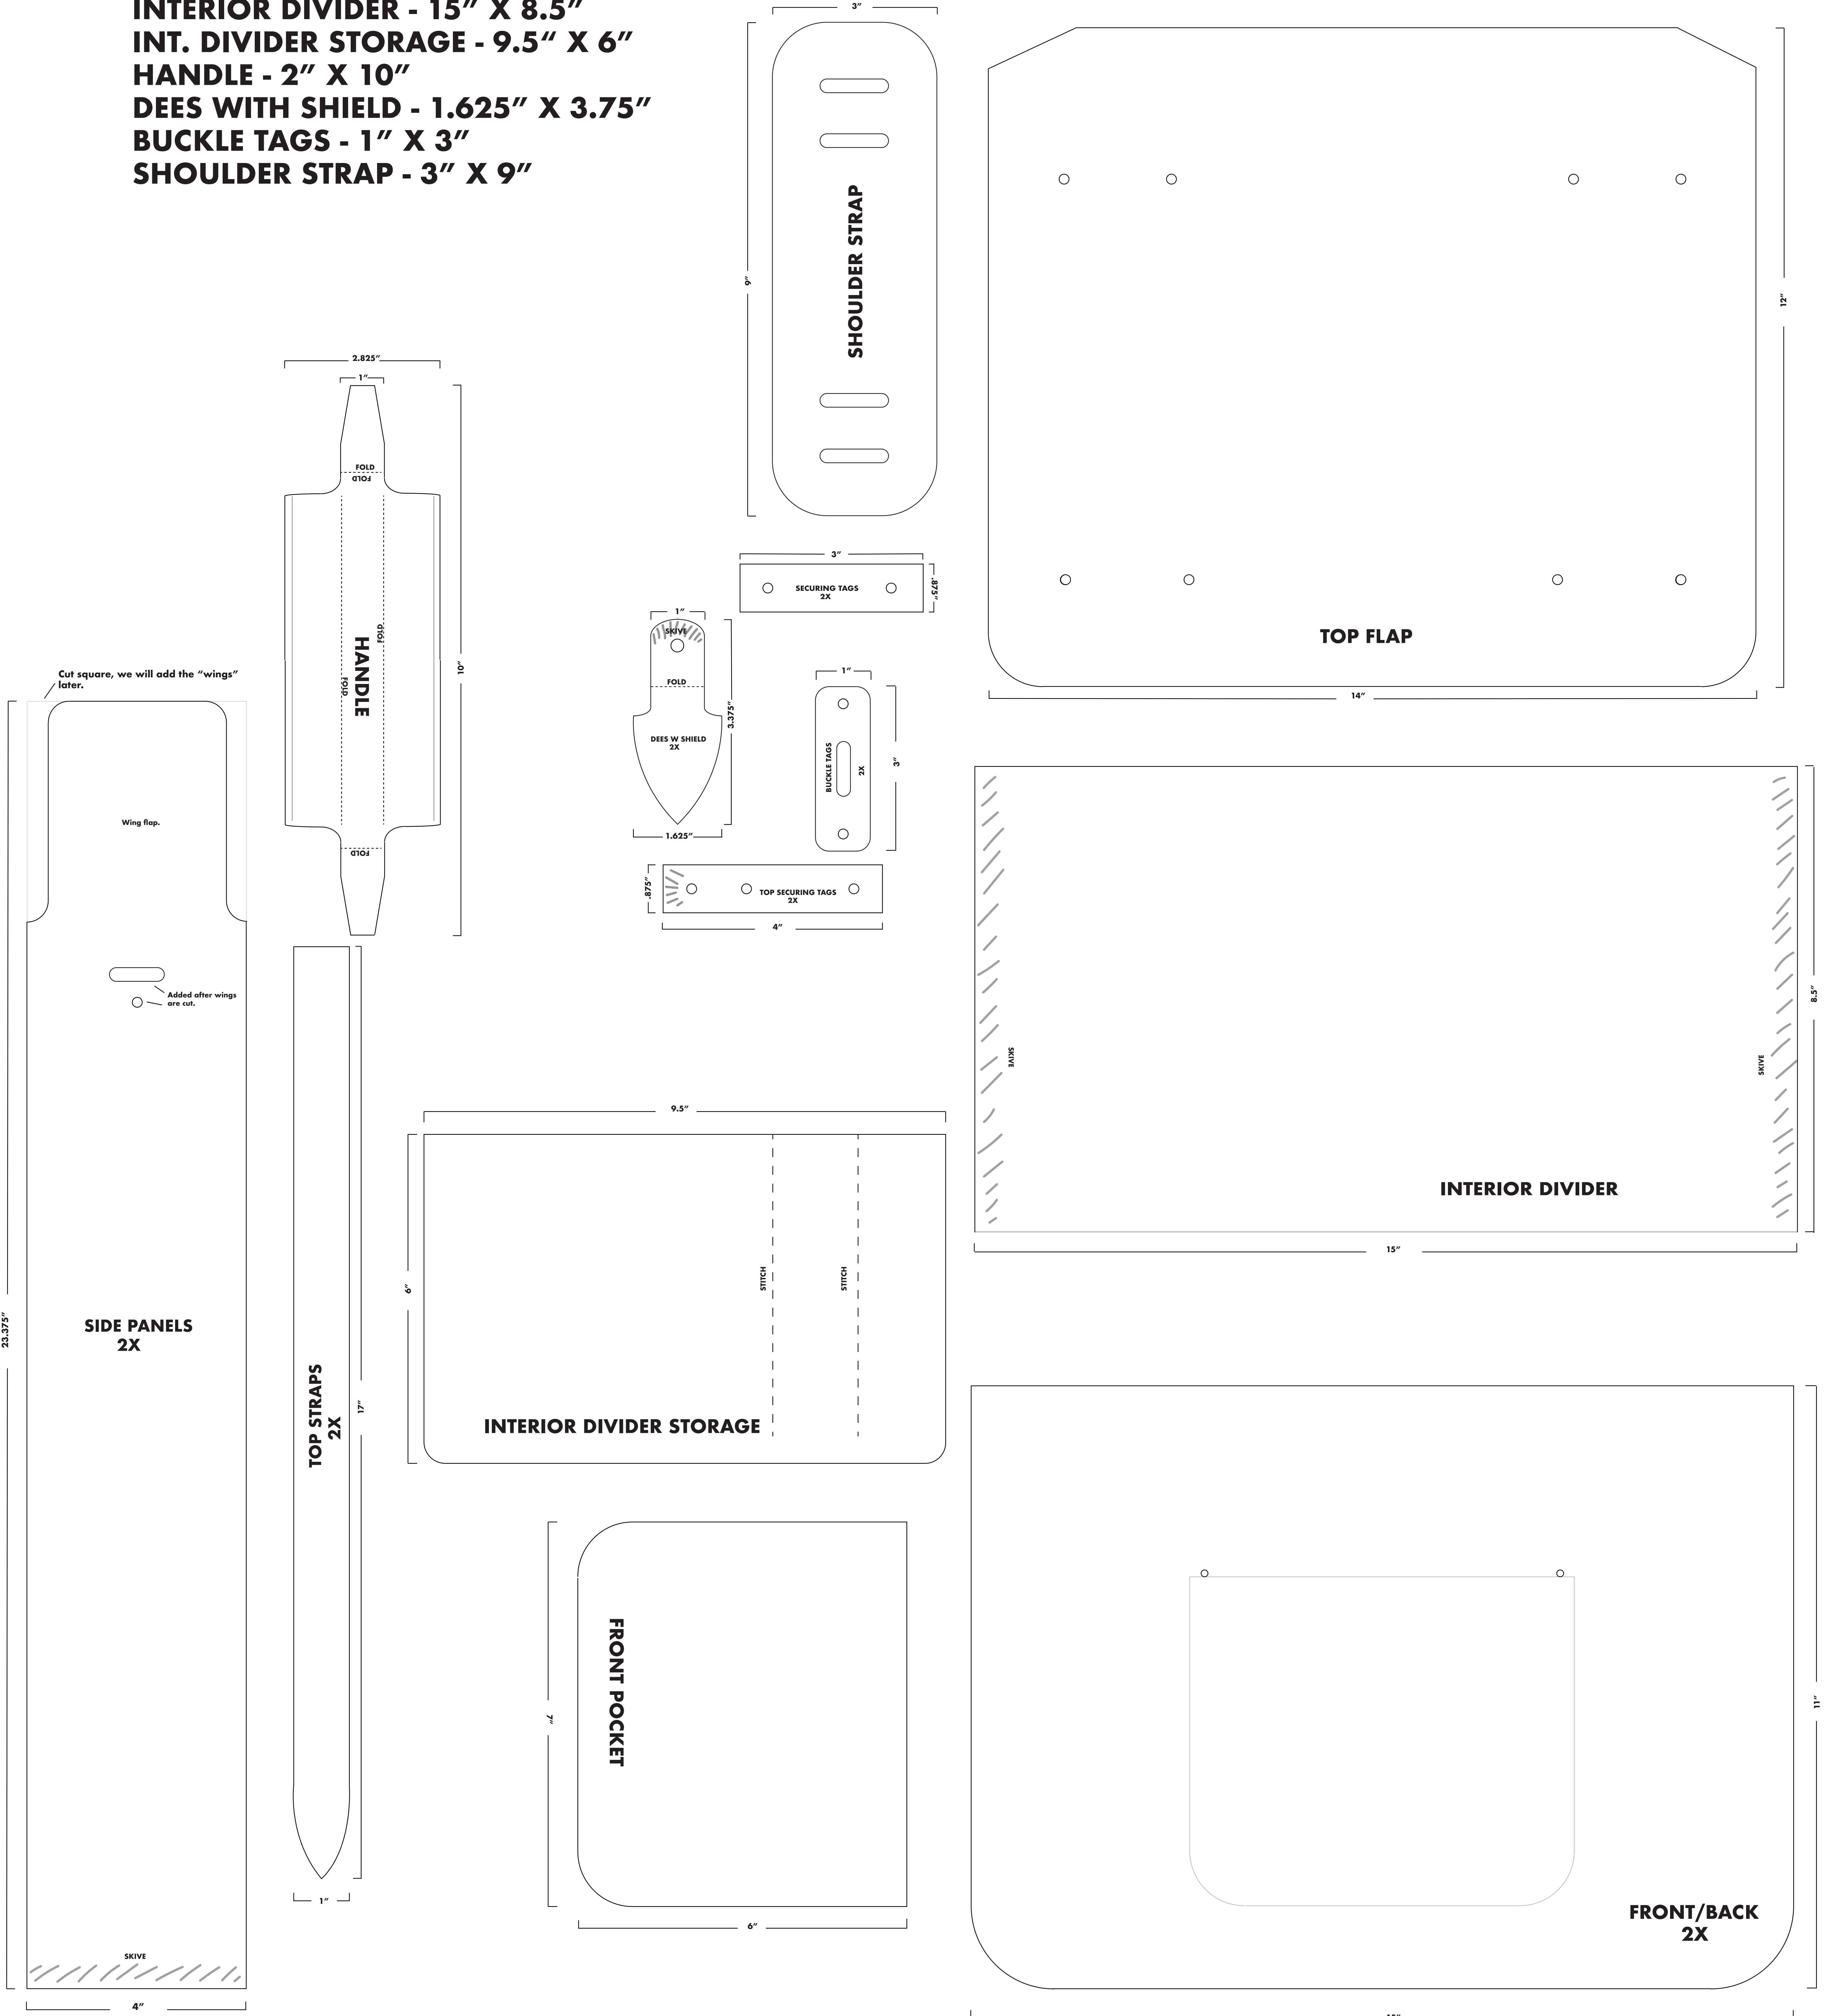 INTERIOR DIVIDER - 15” X 8.5”
INT. DIVIDER STORAGE - 9.5“ X 6”
HANDLE - 2” X 10”
DEES WITH SHIELD - 1.625” X 3.75”
BUCKLE TAGS - 1” X 3”
SHOULDER STRAP - 3” X 9”
3”
9”
SHOULDER STRAP
12”
TOP FLAP
14”
2.825”
1”
FOLD
FOLD
HANDLE
FOLD
FOLD
FOLD
10”
3”
SECURING TAGS
2X
.875”
1”
SKIVE
FOLD
DEES W SHIELD
2X
3.375”
1.625”
1”
BUCKLE TAGS
2X
3”
.875”
TOP SECURING TAGS
2X
4”
Cut square, we will add the “wings”
later.
Wing flap.
Added after wings
are cut.
SIDE PANELS
2X
23.375”
SKIVE
4”
TOP STRAPS
2X
17”
1”
SKIVE
SKIVE
8.5”
INTERIOR DIVIDER
15”
9.5”
6”
STITCH
STITCH
INTERIOR DIVIDER STORAGE
7”
FRONT POCKET
6”
11”
FRONT/BACK
2X